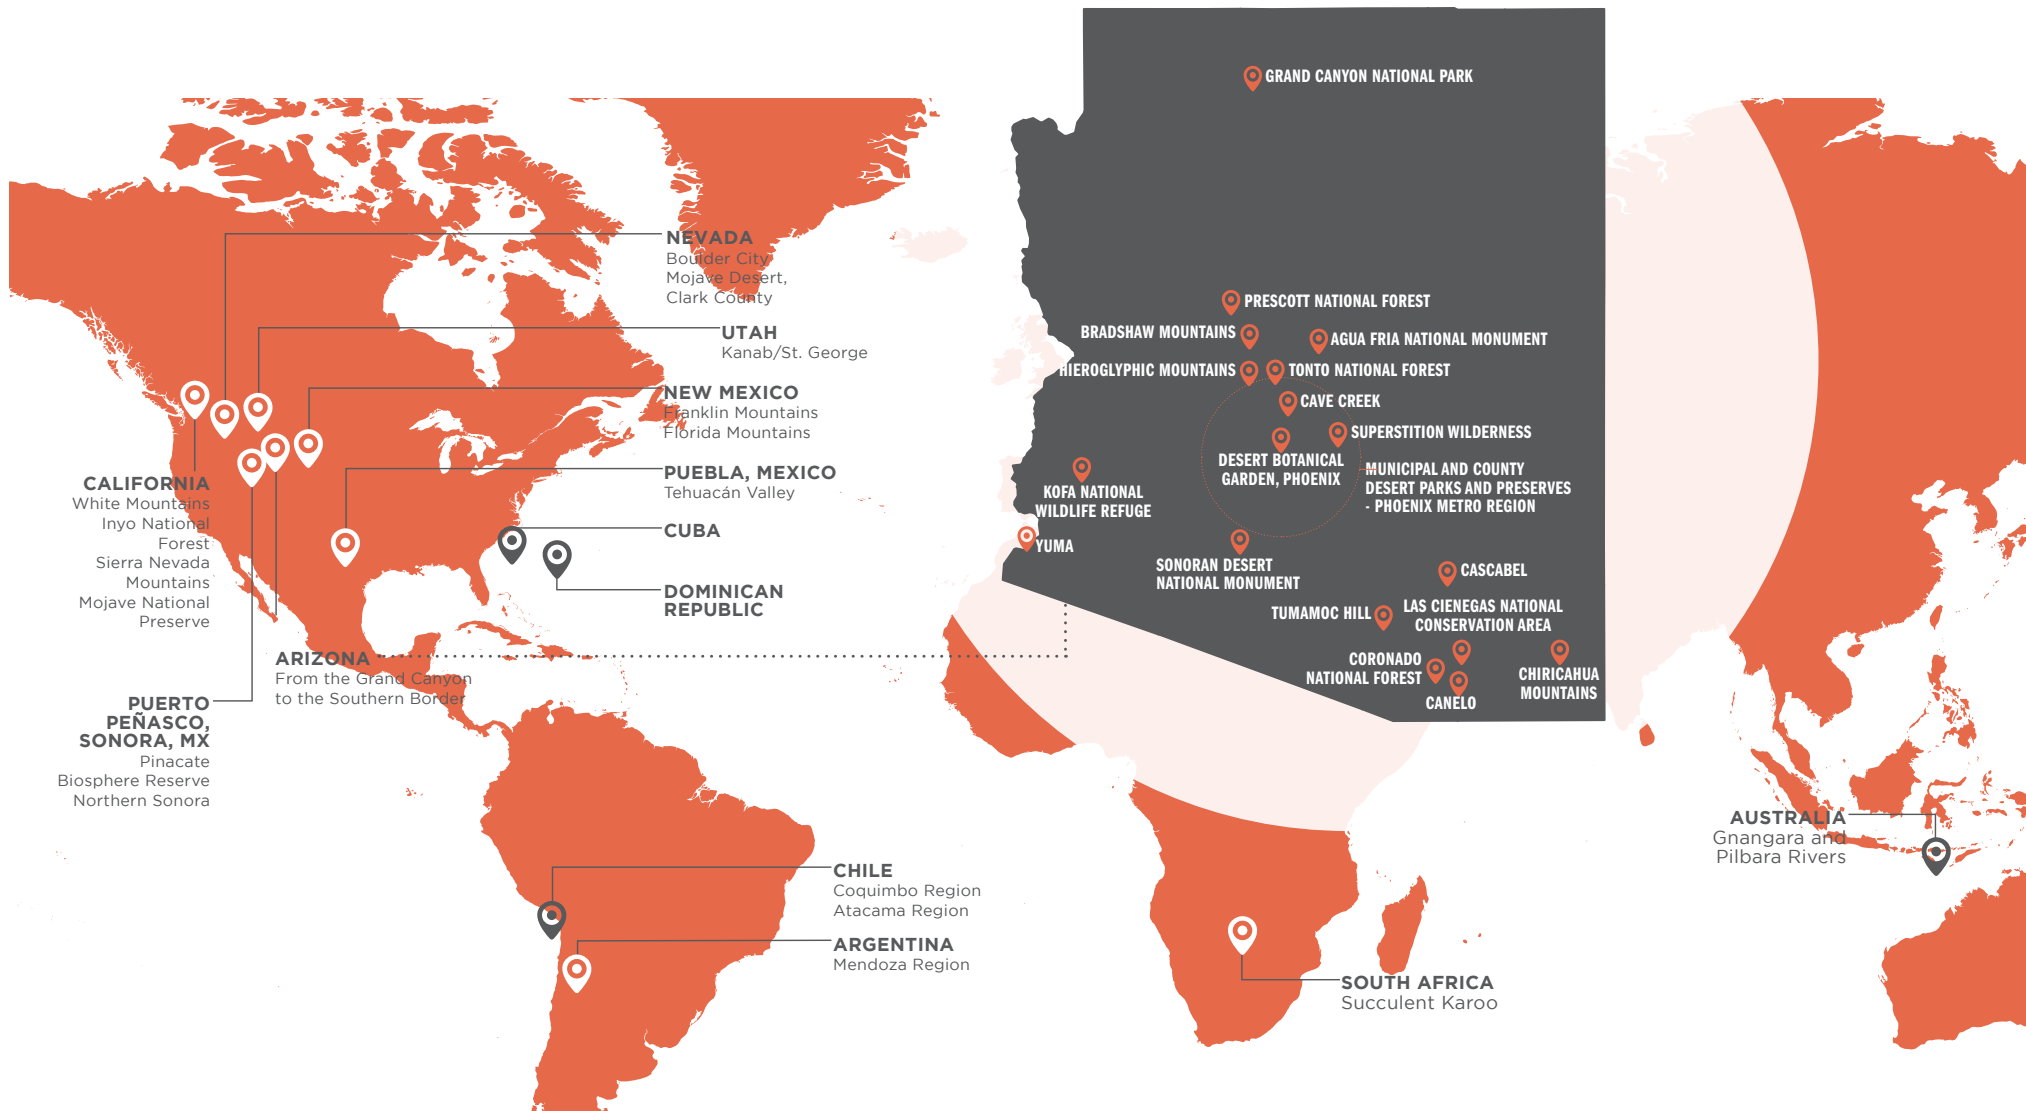 GRAND CANYON NATIONAL PARK
PRESCOTT NATIONAL FOREST
BRADSHAW MOUNTAINS
AGUA FRIA NATIONAL MONUMENT
HIEROGLYPHIC MOUNTAINS
TONTO NATIONAL FOREST
CAVE CREEK
SUPERSTITION WILDERNESS
DESERT BOTANICAL
GARDEN, PHOENIX
MUNICIPAL AND COUNTY
DESERT PARKS AND PRESERVES
- PHOENIX METRO REGION
KOFA NATIONAL
WILDLIFE REFUGE
YUMA
SONORAN DESERT
NATIONAL MONUMENT
CASCABEL
TUMAMOC HILL
LAS CIENEGAS NATIONAL
CONSERVATION AREA
CORONADO
NATIONAL FOREST
CANELO
CHIRICAHUA
MOUNTAINS
NEVADA
Boulder City
Mojave Desert,
Clark County
UTAH
Kanab/St. George
NEW MEXICO
Franklin Mountains
Florida Mountains
PUEBLA, MEXICO
Tehuacán Valley
CUBA
DOMINICAN
REPUBLIC
CALIFORNIA
White Mountains
Inyo National
Forest
Sierra Nevada
Mountains
Mojave National
Preserve
ARIZONA
From the Grand Canyon
to the Southern Border
PUERTO
PEÑASCO,
SONORA, MX
Pinacate
Biosphere Reserve
Northern Sonora
CHILE
Coquimbo Region
Atacama Region
ARGENTINA
Mendoza Region
SOUTH AFRICA
Succulent Karoo
AUSTRALIA
Gnangara and
Pilbara Rivers